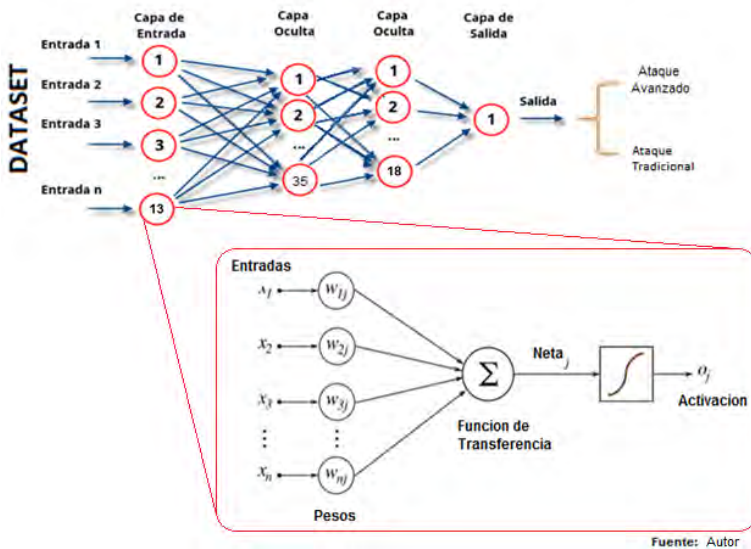 DATASET
Capa de
Entrada
Capa
Oculta
Capa
Oculta
Capa de
Salida
Entrada 1
Entrada 2
Entrada 3
Entrada n
1
2
3
...
13
1
2
...
35
1
2
...
18
1
Salida
Ataque
Avanzado
Ataque
Tradicional
Entradas
x1
x2
x3
xn
w1j
w2j
w3j
wnj
Pesos
Σ
Funcion de
Transferencia
Neta j
oj
Activacion
Fuente: Autor